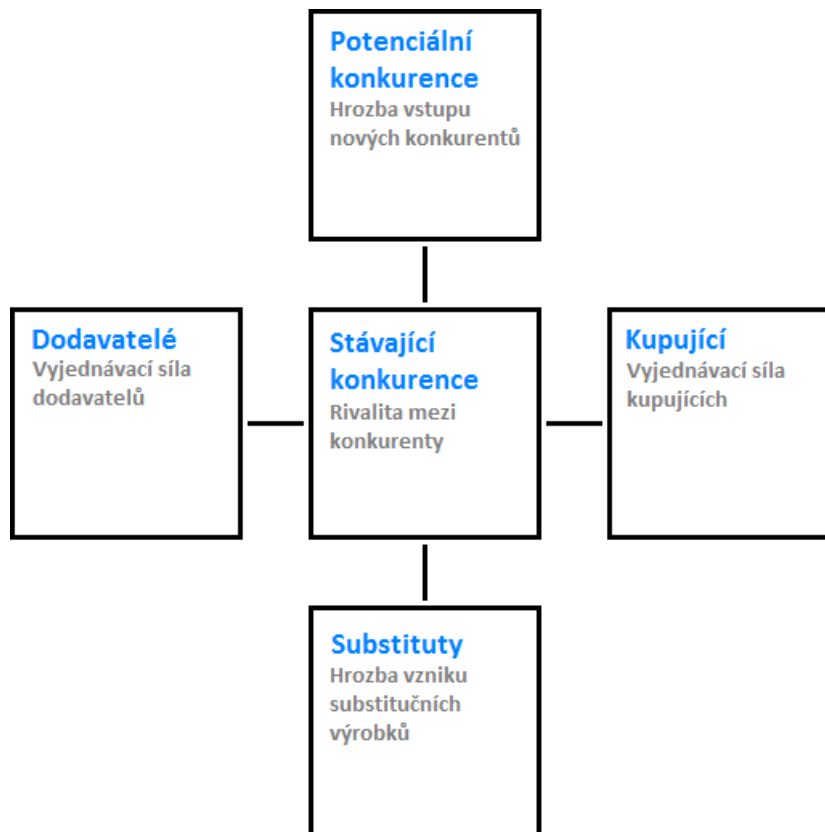 Potenciální
konkurence
Hrozba vstupu
nových konkurentů
Dodavatelé
Vyjednávací síla
dodavatelů
Stávající
konkurence
Rivalita mezi
konkurenty
Kupující
Vyjednávací síla
kupujících
Substituty
Hrozba vzniku
substitučních
výrobků